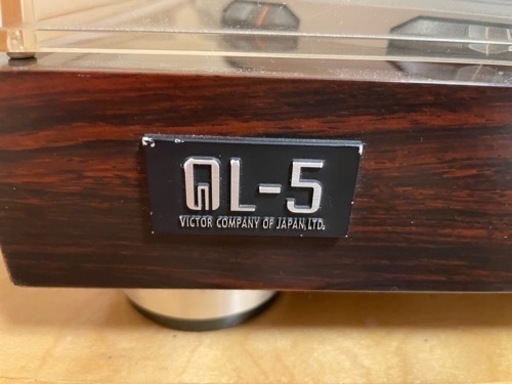 QL-5
VICTOR COMPANY OF JAPAN,LTD.